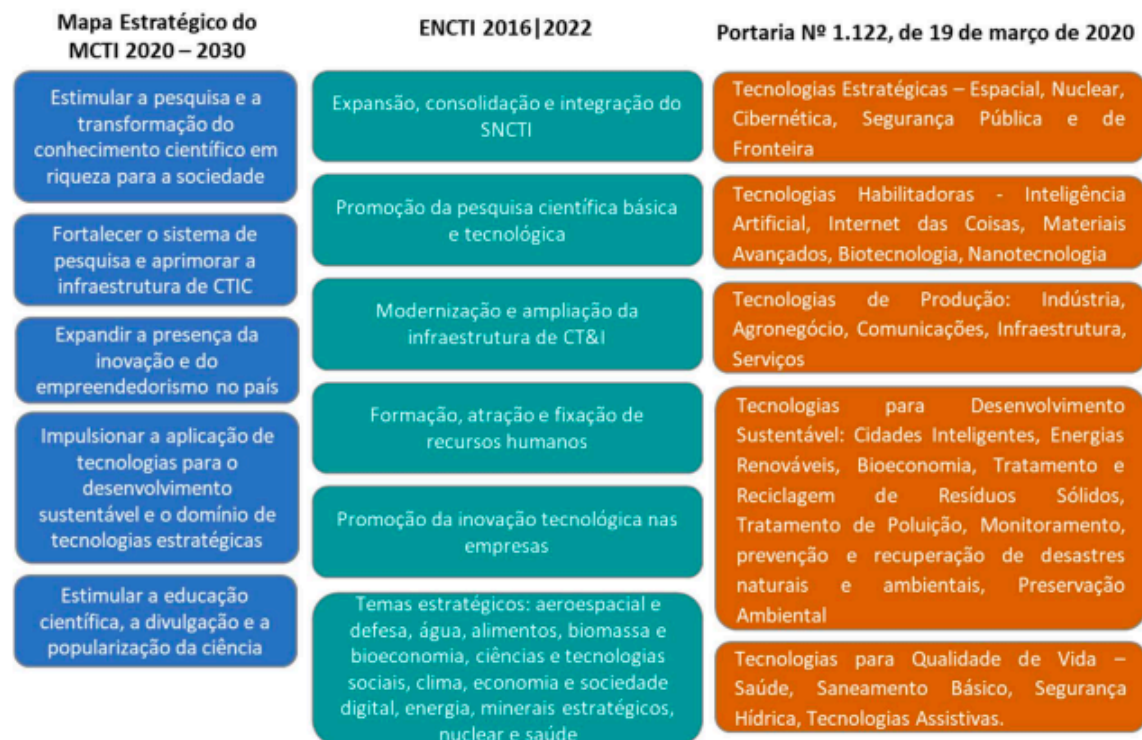 Mapa Estratégico do
MCTI 2020 – 2030
Estimular a pesquisa e a
transformação do
conhecimento científico em
riqueza para a sociedade
Fortalecer o sistema de
pesquisa e aprimorar a
infraestrutura de CTIC
Expandir a presença da
inovação e do
empreendedorismo no país
Impulsionar a aplicação de
tecnologias para o
desenvolvimento
sustentável e o domínio de
tecnologias estratégicas
Estimular a educação
científica, a divulgação e a
popularização da ciência
ENCTI 2016|2022
Expansão, consolidação e integração do
SNCTI
Promoção da pesquisa científica básica
e tecnológica
Modernização e ampliação da
infraestrutura de CT&I
Formação, atração e fixação de
recursos humanos
Promoção da inovação tecnológica nas
empresas
Temas estratégicos: aeroespacial e
defesa, água, alimentos, biomassa e
bioeconomia, ciências e tecnologias
sociais, clima, economia e sociedade
digital, energia, minerais estratégicos,
nuclear e saúde
Portaria Nº 1.122, de 19 de março de 2020
Tecnologias Estratégicas – Espacial, Nuclear,
Cibernética, Segurança Pública e de
Fronteira
Tecnologias Habilitadoras - Inteligência
Artificial, Internet das Coisas, Materiais
Avançados, Biotecnologia, Nanotecnologia
Tecnologias de Produção: Indústria,
Agronegócio, Comunicações, Infraestrutura,
Serviços
Tecnologias para Desenvolvimento
Sustentável: Cidades Inteligentes, Energias
Renováveis, Bioeconomia, Tratamento e
Reciclagem de Resíduos Sólidos,
Tratamento de Poluição, Monitoramento,
prevenção e recuperação de desastres
naturais e ambientais, Preservação
Ambiental
Tecnologias para Qualidade de Vida –
Saúde, Saneamento Básico, Segurança
Hídrica, Tecnologias Assistivas.